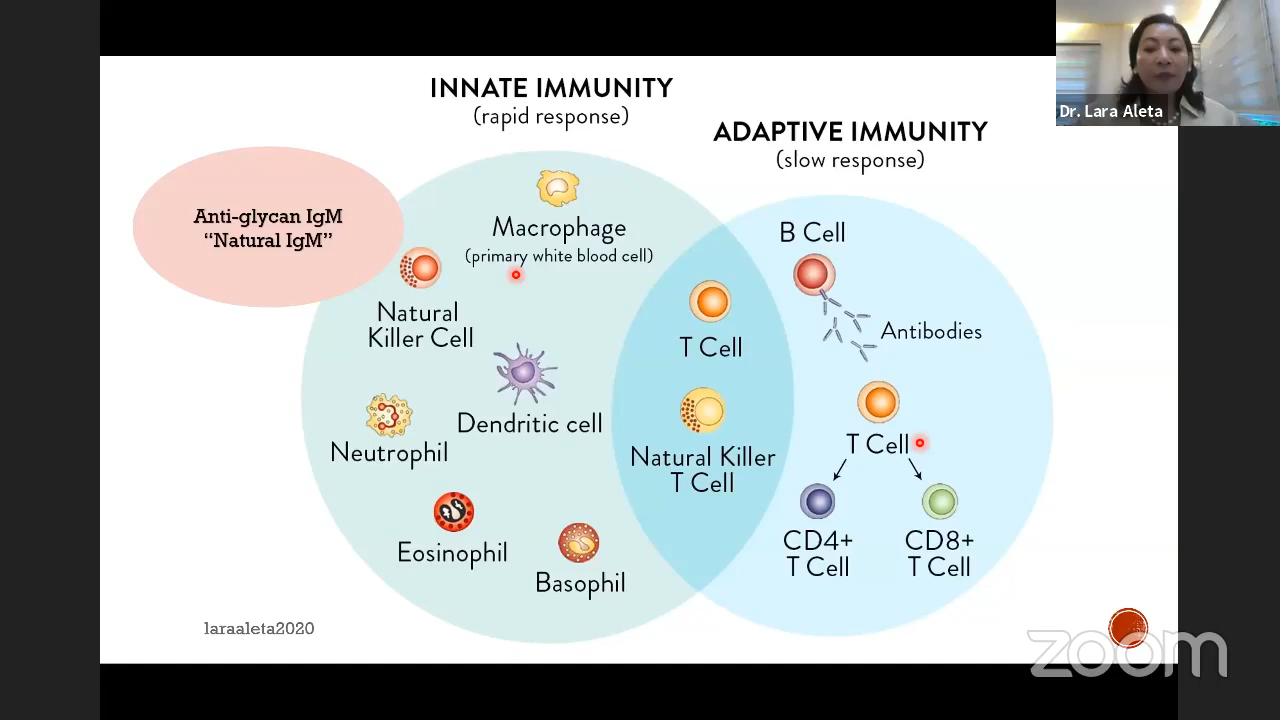 INNATE IMMUNITY
(rapid response)
ADAPTIVE IMMUNITY
(slow response)
Dr. Lara Aleta
Anti-glycan IgM
“Natural IgM”
Macrophage
(primary white blood cell)
Natural
Killer Cell
Dendritic cell
Neutrophil
Eosinophil
Basophil
T Cell
Natural Killer
T Cell
B Cell
Antibodies
T Cell
CD4+
T Cell
CD8+
T Cell
laraaleta2020
zoom